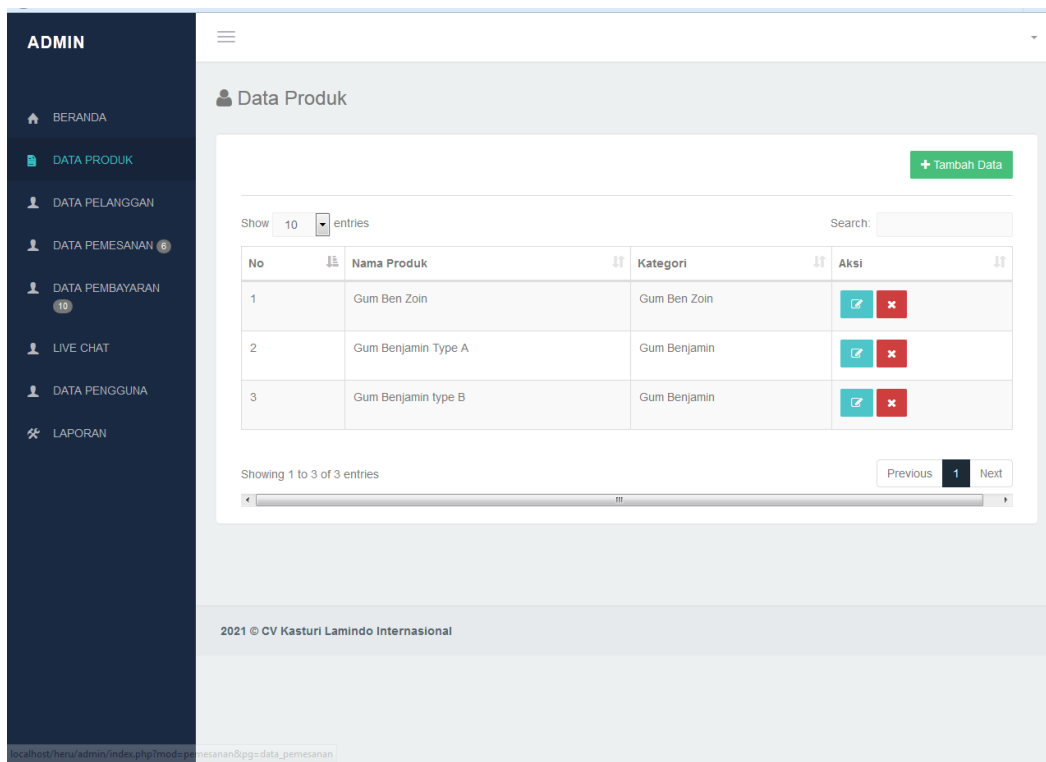 ADMIN
BERANDA
DATA PRODUK
DATA PELANGGAN
DATA PEMESANAN 6
DATA PEMBAYARAN
10
LIVE CHAT
DATA PENGGUNA
LAPORAN
Data Produk
+ Tambah Data
Show 10 entries Search:
No Nama Produk Kategori Aksi
1 Gum Ben Zoin Gum Ben Zoin
2 Gum Benjamin Type A Gum Benjamin
3 Gum Benjamin type B Gum Benjamin
Showing 1 to 3 of 3 entries Previous 1 Next
2021 © CV Kasturi Lamindo Internasional
localhost/heru/admin/index.php?mod=pemesanan&pg=data_pemesanan